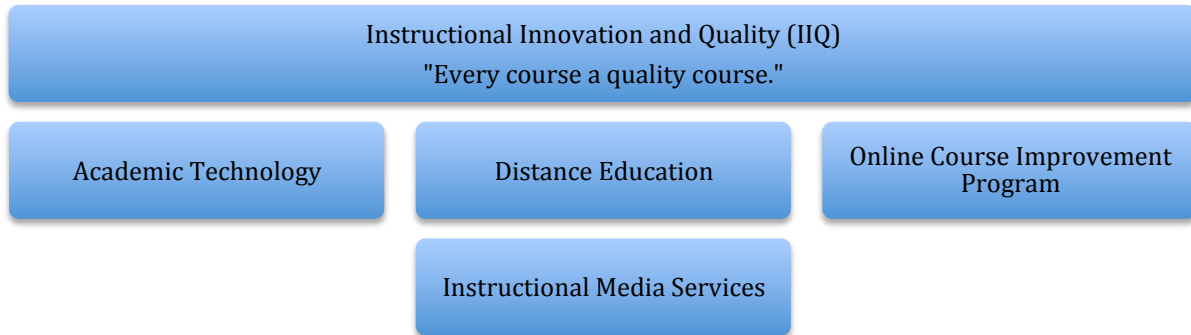 Instructional Innovation and Quality (IIQ)
"Every course a quality course."
Academic Technology
Distance Education
Online Course Improvement
Program
Instructional Media Services